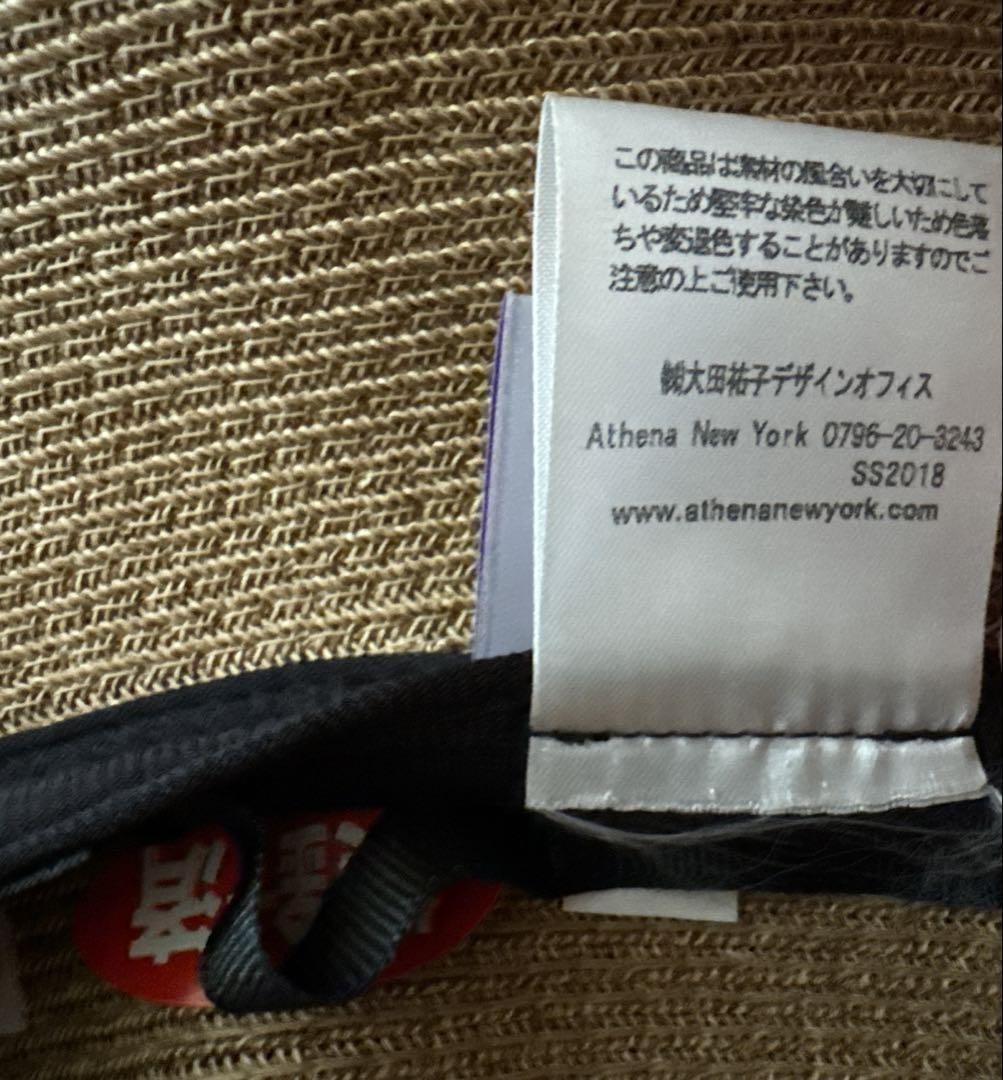 この商品は素材の風合いを大切にして
いるため堅牢な染色が難しいため色落
ちや変退色することがありますのでご
注意の上ご使用下さい。
㈱大田祐子デザインオフィス
Athena New York 0796-20-3243
SS2018
www.athenanewyork.com